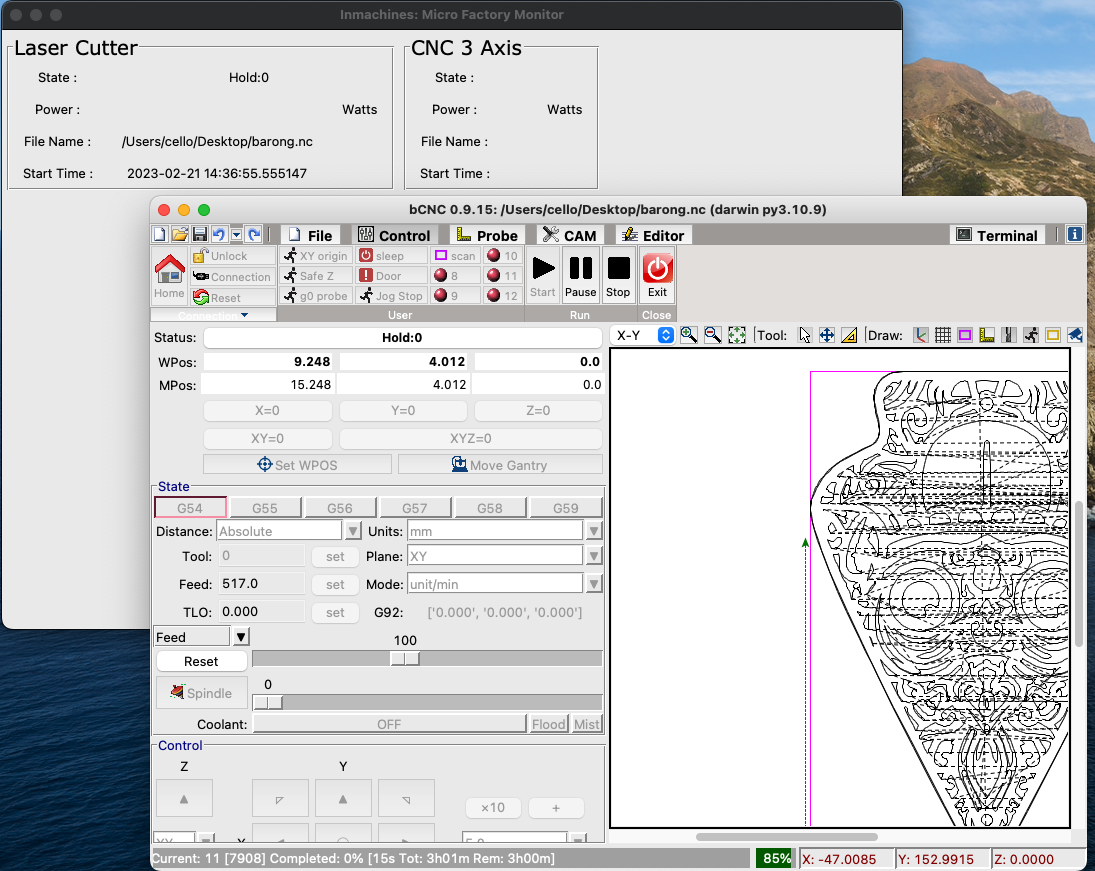 Inmachines: Micro Factory Monitor
Laser Cutter
State : Hold:0
Power : Watts
File Name : /Users/cello/Desktop/barong.nc
Start Time : 2023-02-21 14:36:55.555147
CNC 3 Axis
State :
Power : Watts
File Name :
Start Time :
bCNC 0.9.15: /Users/cello/Desktop/barong.nc (darwin py3.10.9)
File Control Probe CAM Editor Terminal
Home
Unlock
Connection
Reset
Connection
XY origin sleep scan 10
Safe Z Door 8 11
g0 probe Jog Stop 9 12
User
Start Pause Stop
Run
Exit
Close
Status: Hold:0
WPos: 9.248 4.012 0.0
MPos: 15.248 4.012 0.0
X=0 Y=0 Z=0
XY=0 XYZ=0
Set WPOS Move Gantry
State
G54 G55 G56 G57 G58 G59
Distance: Absolute Units: mm
Tool: 0 set Plane: XY
Feed: 517.0 set Mode: unit/min
TLO: 0.000 set G92: ['0.000', '0.000', '0.000']
Feed 100
Reset
Spindle 0
Coolant: OFF Flood Mist
Control
Z Y
×10 +
X-Y Tool: Draw:
Current: 11 [7908] Completed: 0% [15s Tot: 3h01m Rem: 3h00m]
85% X: -47.0085 Y: 152.9915 Z: 0.0000